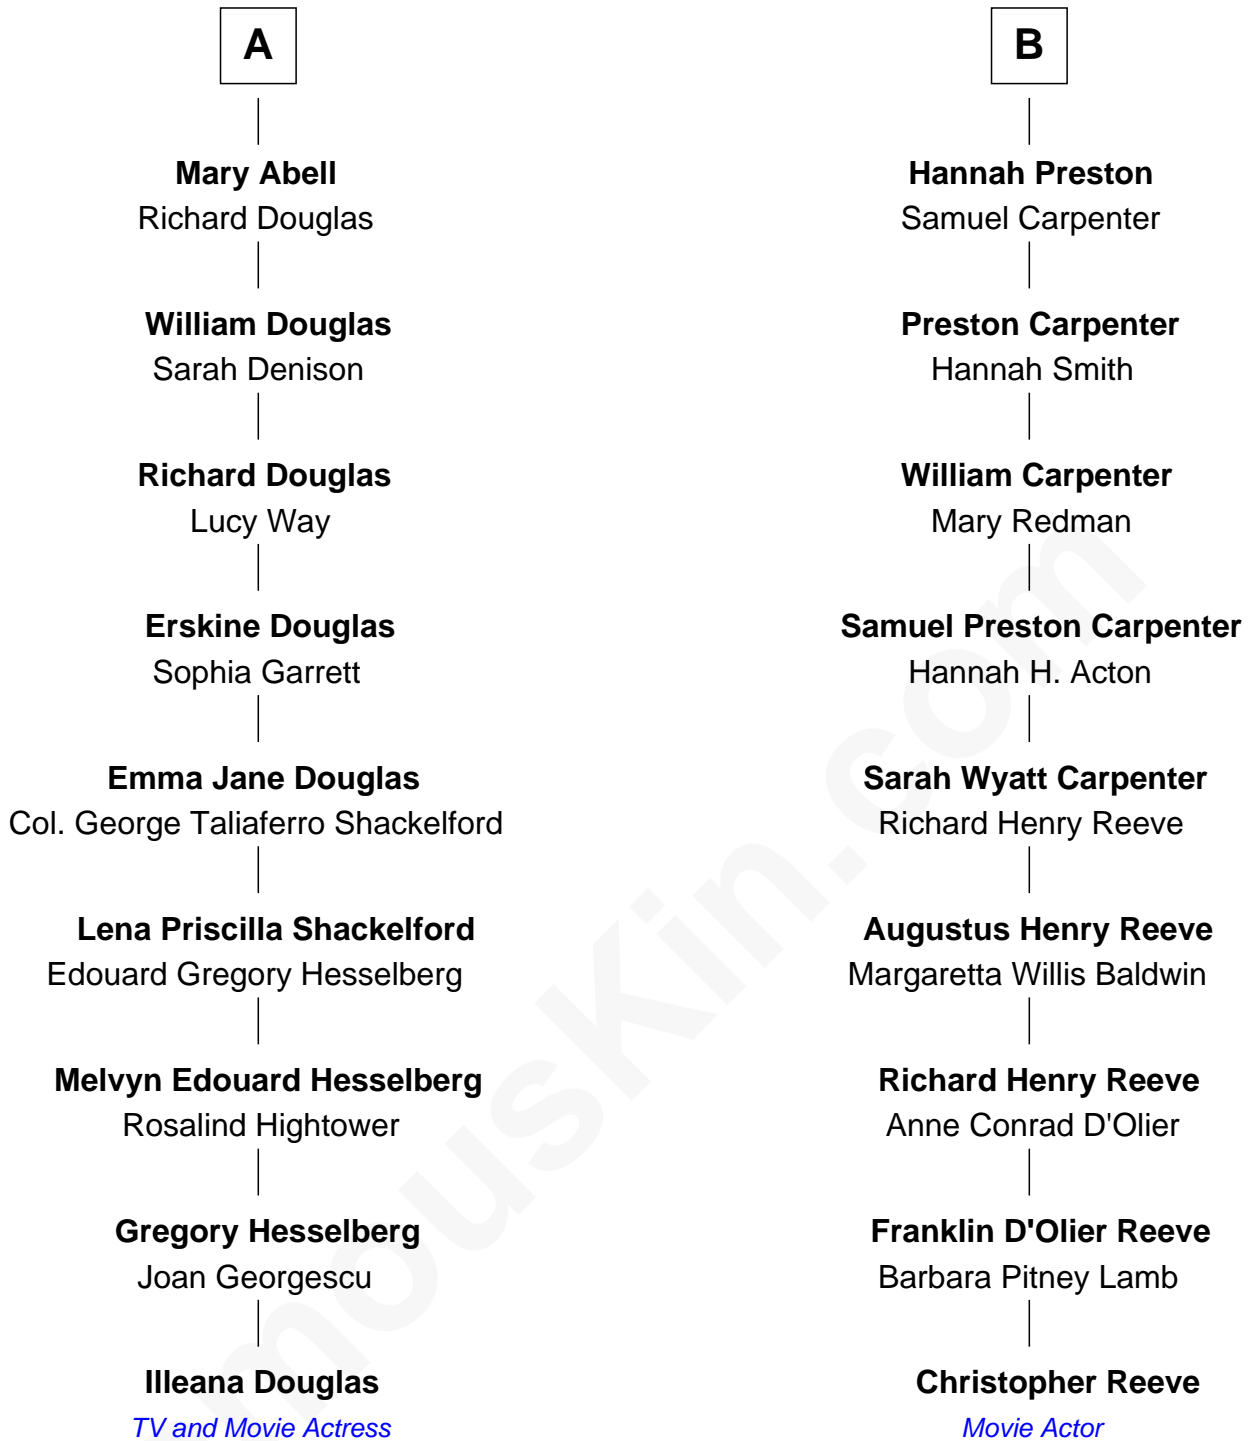 A
Mary Abell
Richard Douglas
William Douglas
Sarah Denison
Richard Douglas
Lucy Way
Erskine Douglas
Sophia Garrett
Emma Jane Douglas
Col. George Taliaferro Shackelford
Lena Priscilla Shackelford
Edouard Gregory Hesselberg
Melvyn Edouard Hesselberg
Rosalind Hightower
Gregory Hesselberg
Joan Georgescu
Illeana Douglas
TV and Movie Actress
B
Hannah Preston
Samuel Carpenter
Preston Carpenter
Hannah Smith
William Carpenter
Mary Redman
Samuel Preston Carpenter
Hannah H. Acton
Sarah Wyatt Carpenter
Richard Henry Reeve
Augustus Henry Reeve
Margaretta Willis Baldwin
Richard Henry Reeve
Anne Conrad D'Olier
Franklin D'Olier Reeve
Barbara Pitney Lamb
Christopher Reeve
Movie Actor
mousKin.com